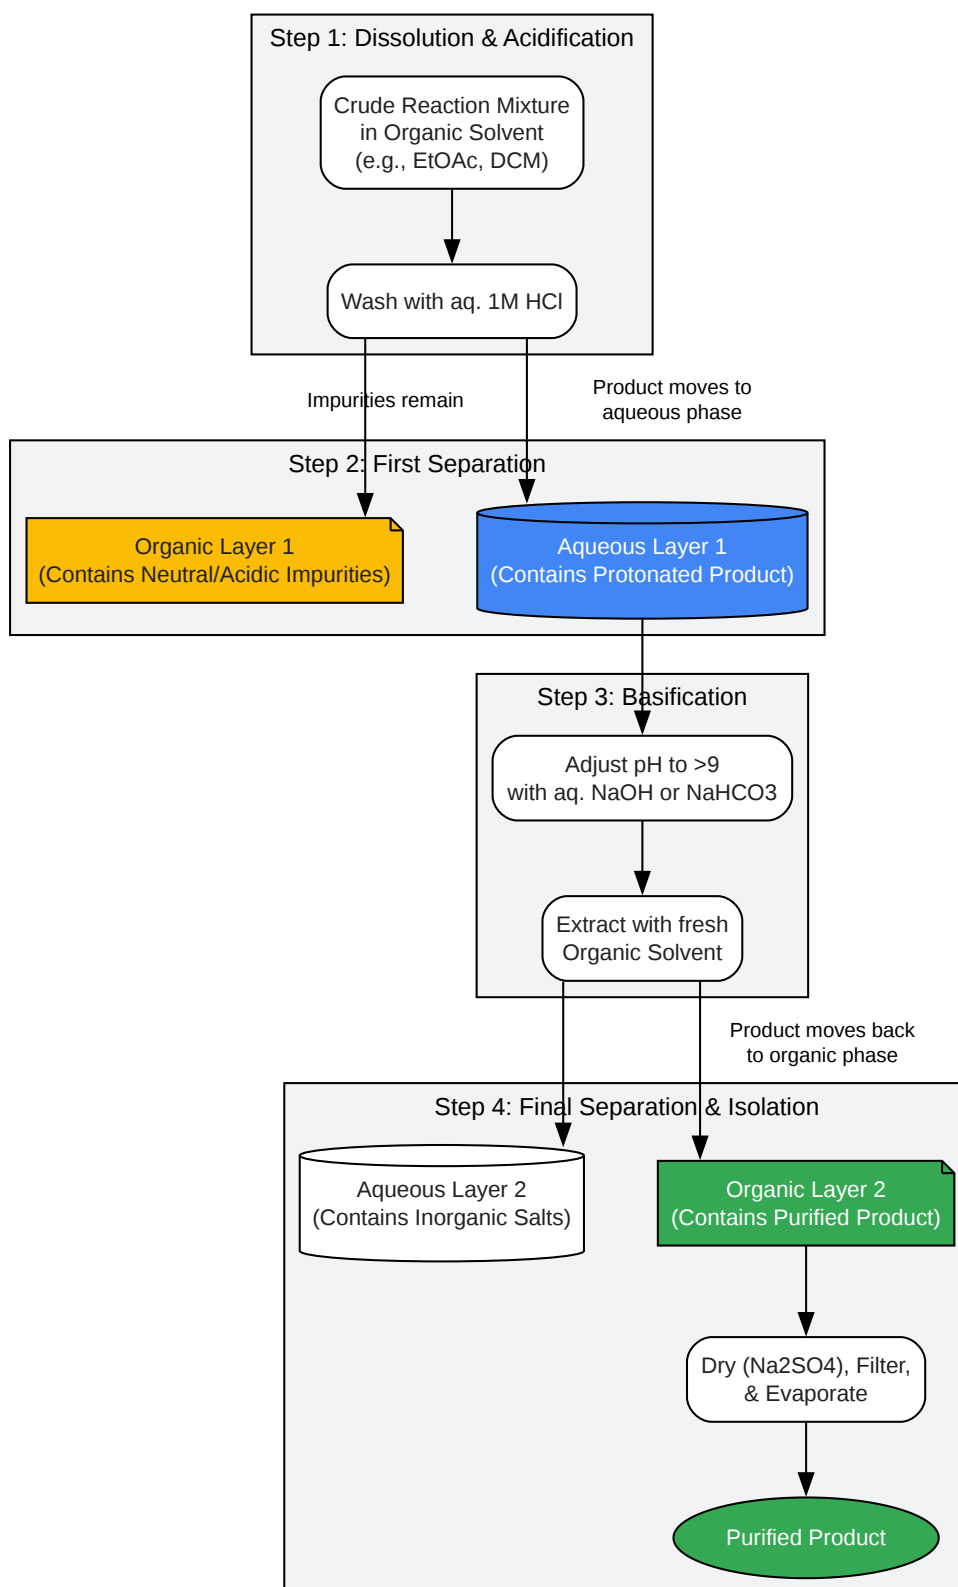 Step 1: Dissolution & Acidification
Crude Reaction Mixture
in Organic Solvent
(e.g., EtOAc, DCM)
Wash with aq. 1M HCl
Impurities remain
Product moves to
aqueous phase
Step 2: First Separation
Organic Layer 1
(Contains Neutral/Acidic Impurities)
Aqueous Layer 1
(Contains Protonated Product)
Step 3: Basification
Adjust pH to >9
with aq. NaOH or NaHCO3
Extract with fresh
Organic Solvent
Product moves back
to organic phase
Step 4: Final Separation & Isolation
Aqueous Layer 2
(Contains Inorganic Salts)
Organic Layer 2
(Contains Purified Product)
Dry (Na2SO4), Filter,
& Evaporate
Purified Product